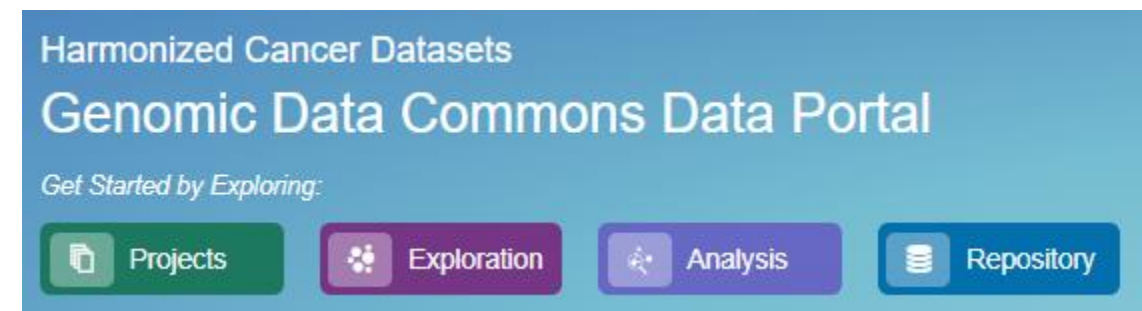 Harmonized Cancer Datasets
Genomic Data Commons Data Portal
Get Started by Exploring:
Projects Exploration Analysis Repository